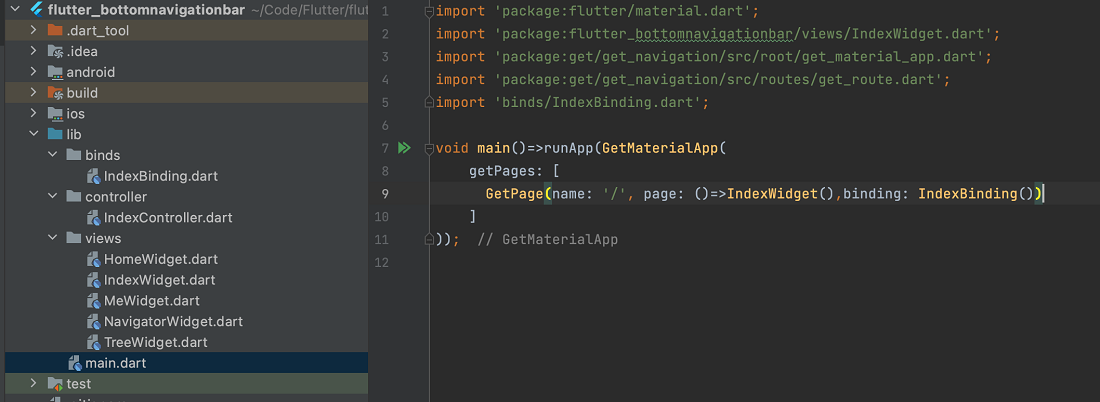 flutter_bottomnavigationbar ~/Code/Flutter/flut
.dart_tool
.idea
android
build
ios
lib
binds
IndexBinding.dart
controller
IndexController.dart
views
HomeWidget.dart
IndexWidget.dart
MeWidget.dart
NavigatorWidget.dart
TreeWidget.dart
main.dart
test
1 import 'package:flutter/material.dart';
2 import 'package:flutter_bottomnavigationbar/views/IndexWidget.dart';
3 import 'package:get/get_navigation/src/root/get_material_app.dart';
4 import 'package:get/get_navigation/src/routes/get_route.dart';
5 import 'binds/IndexBinding.dart';
6
7 void main()=>runApp(GetMaterialApp(
8 getPages: [
9 GetPage(name: '/', page: ()=>IndexWidget(),binding: IndexBinding())
10 ]
11 )); // GetMaterialApp
12